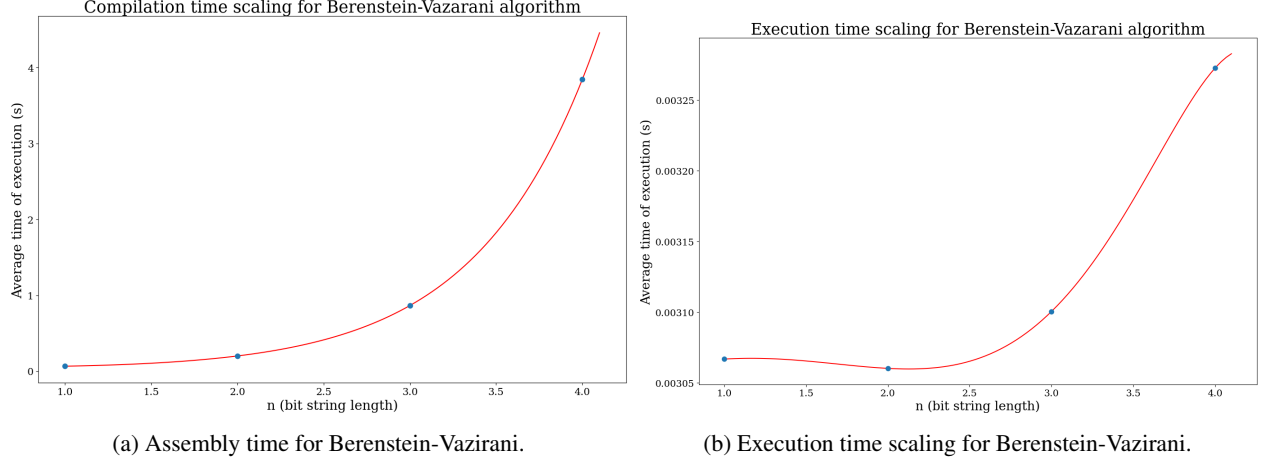 Compilation time scaling for Berenstein-Vazarani algorithm
Average time of execution (s)
4
3
2
1
0
1.0 1.5 2.0 2.5 3.0 3.5 4.0
n (bit string length)
(a) Assembly time for Berenstein-Vazirani.
Execution time scaling for Berenstein-Vazarani algorithm
Average time of execution (s)
0.00325
0.00320
0.00315
0.00310
0.00305
1.0 1.5 2.0 2.5 3.0 3.5 4.0
n (bit string length)
(b) Execution time scaling for Berenstein-Vazirani.